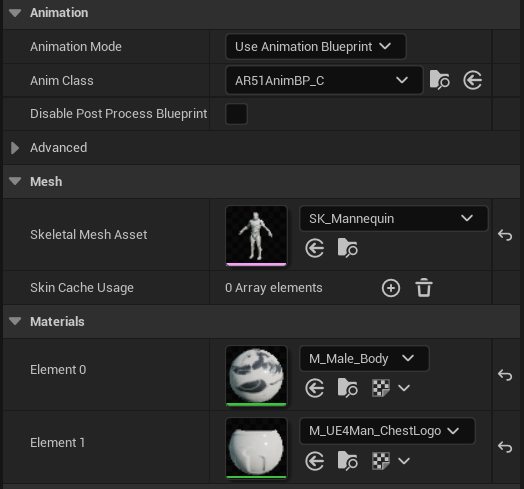 Animation
Animation Mode
Use Animation Blueprint
Anim Class
AR51AnimBP_C
Disable Post Process Blueprint
Advanced
Mesh
Skeletal Mesh Asset
SK_Mannequin
Skin Cache Usage
0 Array elements
Materials
Element 0
M_Male_Body
Element 1
M_UE4Man_ChestLogo